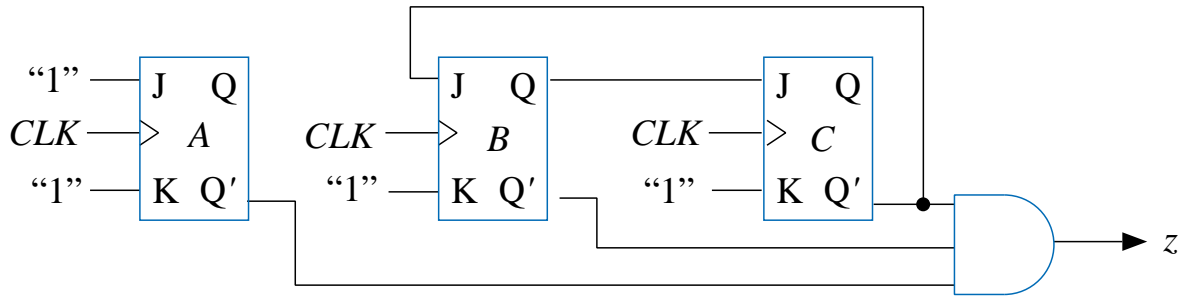 “1” J Q J Q J Q
CLK A CLK B CLK C
“1” K Q′ “1” K Q′ “1” K Q′
z